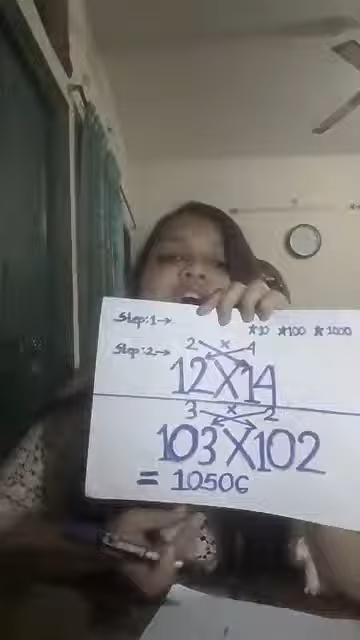 Step:1→
*10 *100 *1000
Step:2→ 2 x 4
12X14
3 x 2
103X102
= 10506